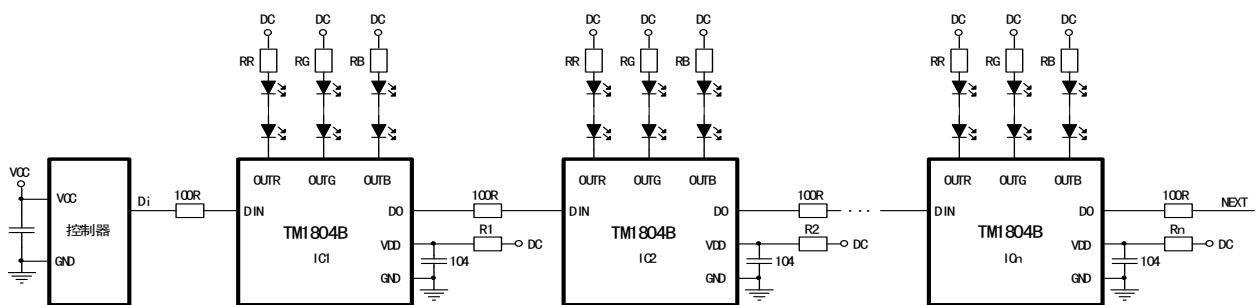 DC DC DC DC DC DC DC DC DC
RR RG RB RR RG RB RR RG RB
VCC OUTR OUTG OUTB OUTR OUTG OUTB OUTR OUTG OUTB
VCC Di 100R DIN DO 100R DIN DO 100R ··· DIN DO 100R NEXT
控制器 TM1804B VDD R1 DC TM1804B VDD R2 DC TM1804B VDD Rn DC
GND IC1 GND 104 IC2 GND 104 ICn GND 104